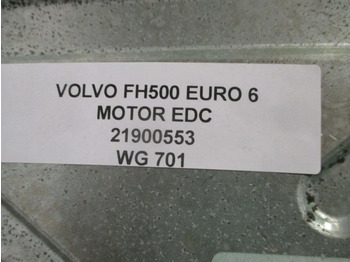 VOLVO FH500 EURO 6
MOTOR EDC
21900553
WG 701